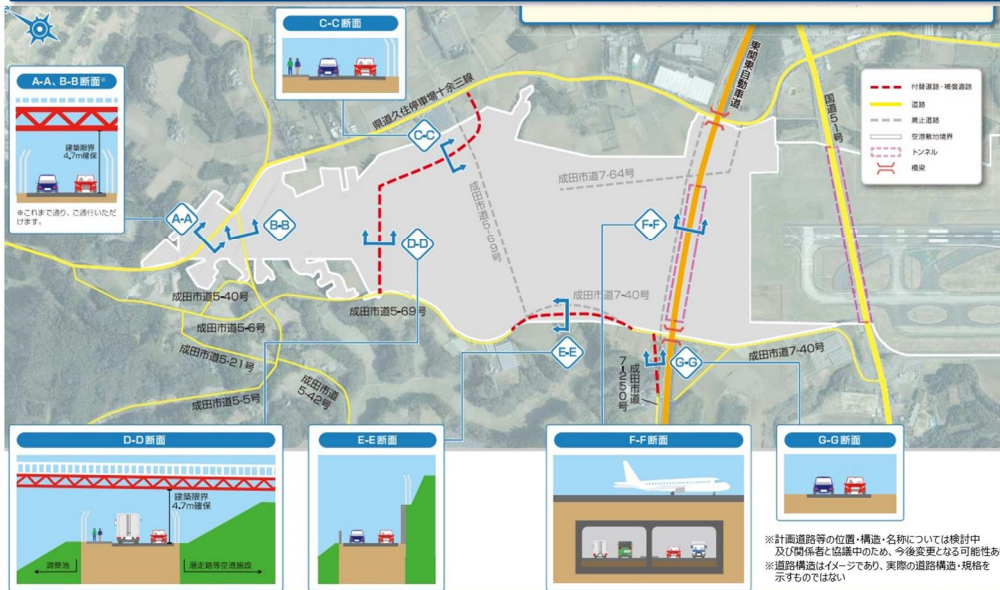 C-C断面
A-A、B-B断面※
建築限界
4.7m確保
※これまで通り、ご通行いただ
けます。
県道久住停車場十余三線
東関東自動車道
国道51号
付替道路・補償道路
道路
廃止道路
空港敷地境界
トンネル
橋梁
C-C
A-A
B-B
D-D
F-F
E-E
G-G
成田市道7-64号
成田市道5-69号
成田市道7-40号
成田市道5-40号
成田市道5-69号
成田市道5-6号
成田市道5-21号
成田市道5-5号
成田市道
5-42号
成田市道
7-250号
成田市道7-40号
D-D断面
建築限界
4.7m確保
調整池
滑走路等空港施設
E-E断面
F-F断面
G-G断面
※計画道路等の位置・構造・名称については検討中
及び関係者と協議中のため、今後変更となる可能性あ
※道路構造はイメージであり、実際の道路構造・規格を
示すものではない